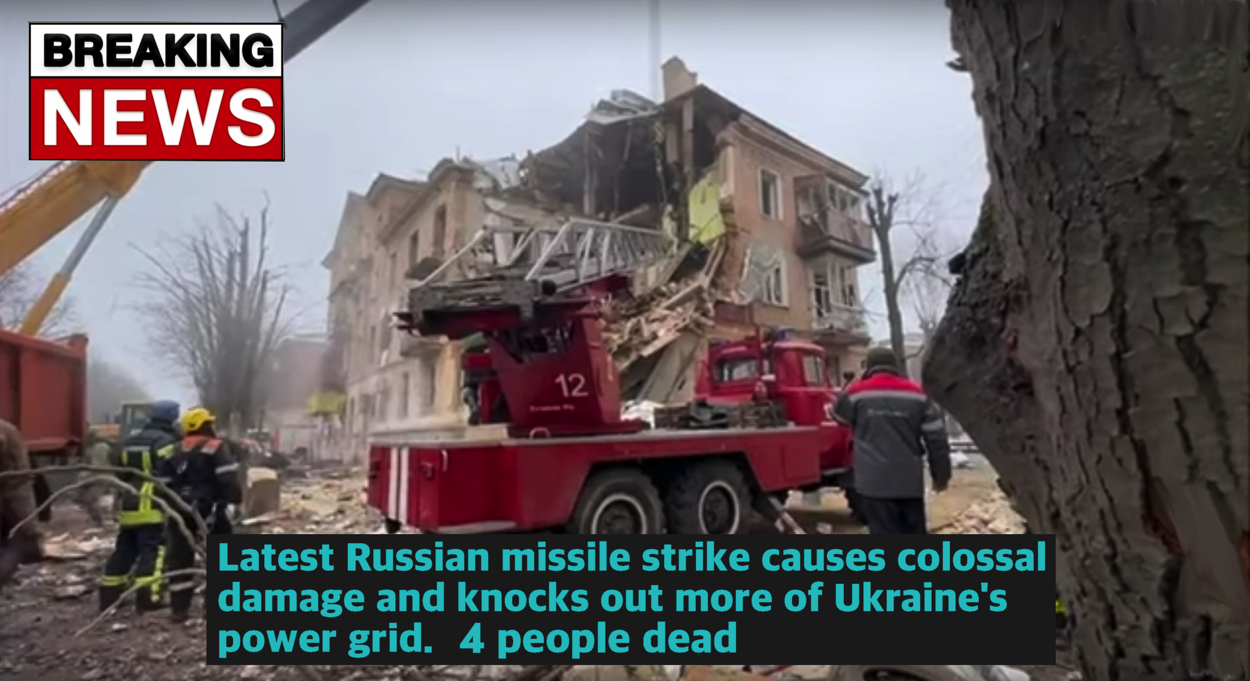 BREAKING
NEWS
12
Latest Russian missile strike causes colossal
damage and knocks out more of Ukraine's
power grid. 4 people dead